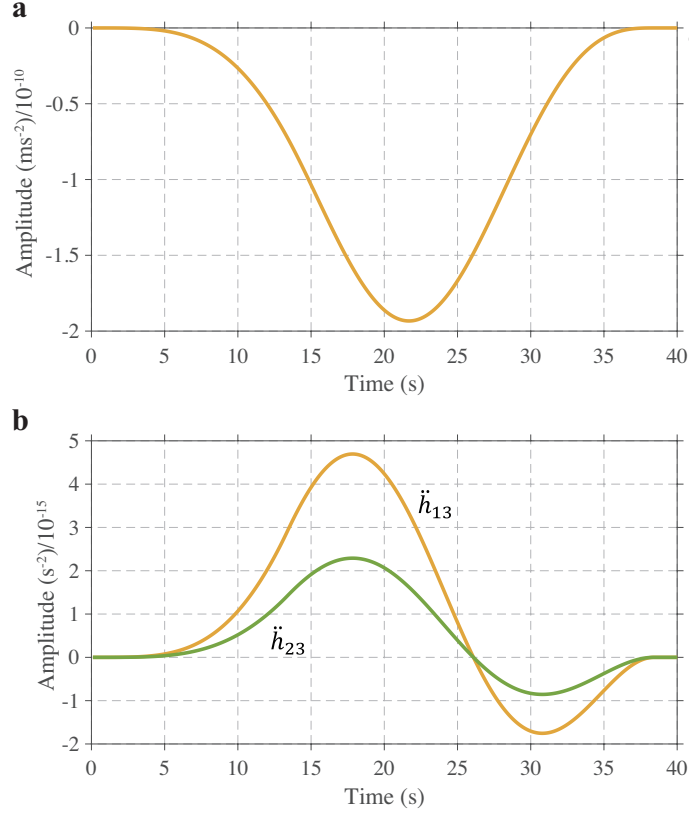 a
0
-0.5
-1
-1.5
-2
Amplitude (ms⁻²)/10⁻¹⁰
0 5 10 15 20 25 30 35 40
Time (s)
b
5
4
3
2
1
0
-1
-2
Amplitude (s⁻²)/10⁻¹⁵
ḧ₁₃
ḧ₂₃
0 5 10 15 20 25 30 35 40
Time (s)